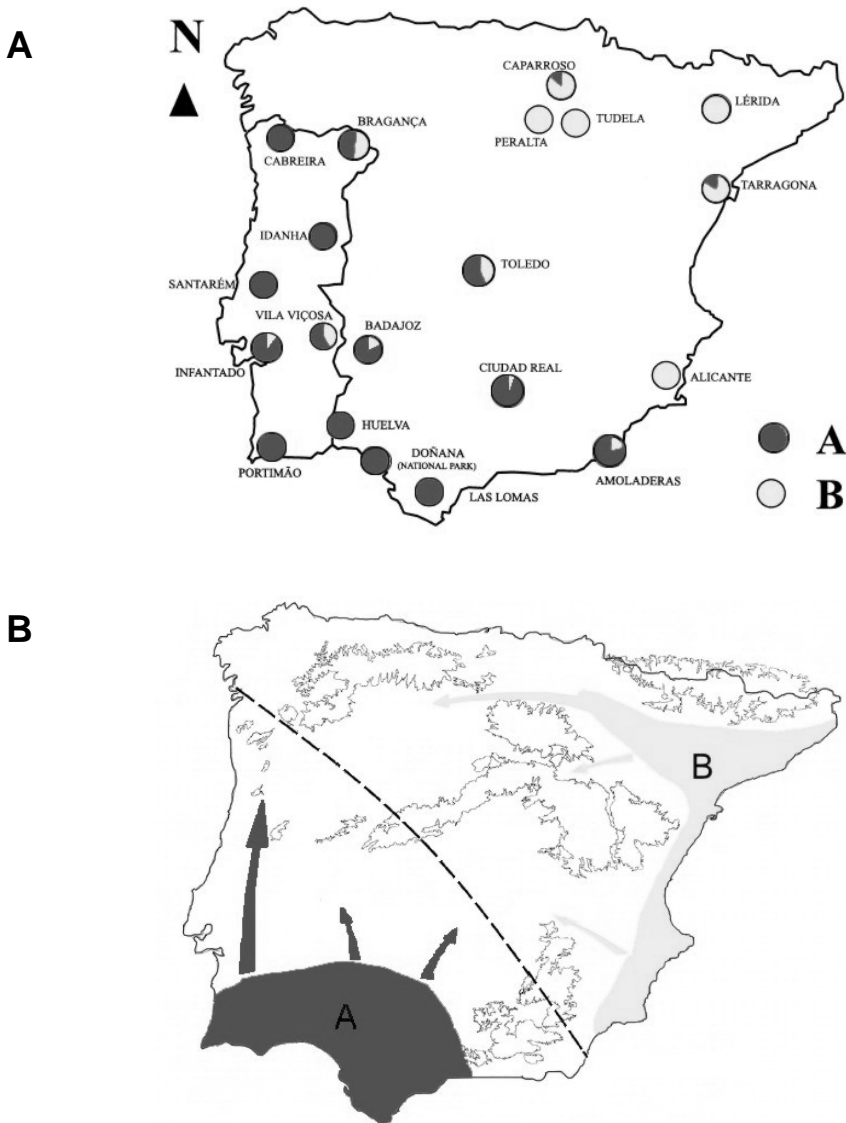 A
N
CAPARROSO
LÉRIDA
BRAGANÇA
TUDELA
PERALTA
CABREIRA
TARRAGONA
IDANHA
TOLEDO
SANTARÉM
VILA VIÇOSA
BADAJOZ
CIUDAD REAL
INFANTADO
ALICANTE
HUELVA
A
DOÑANA
(NATIONAL PARK)
PORTIMÃO
AMOLADERAS
LAS LOMAS
B
B
B
A